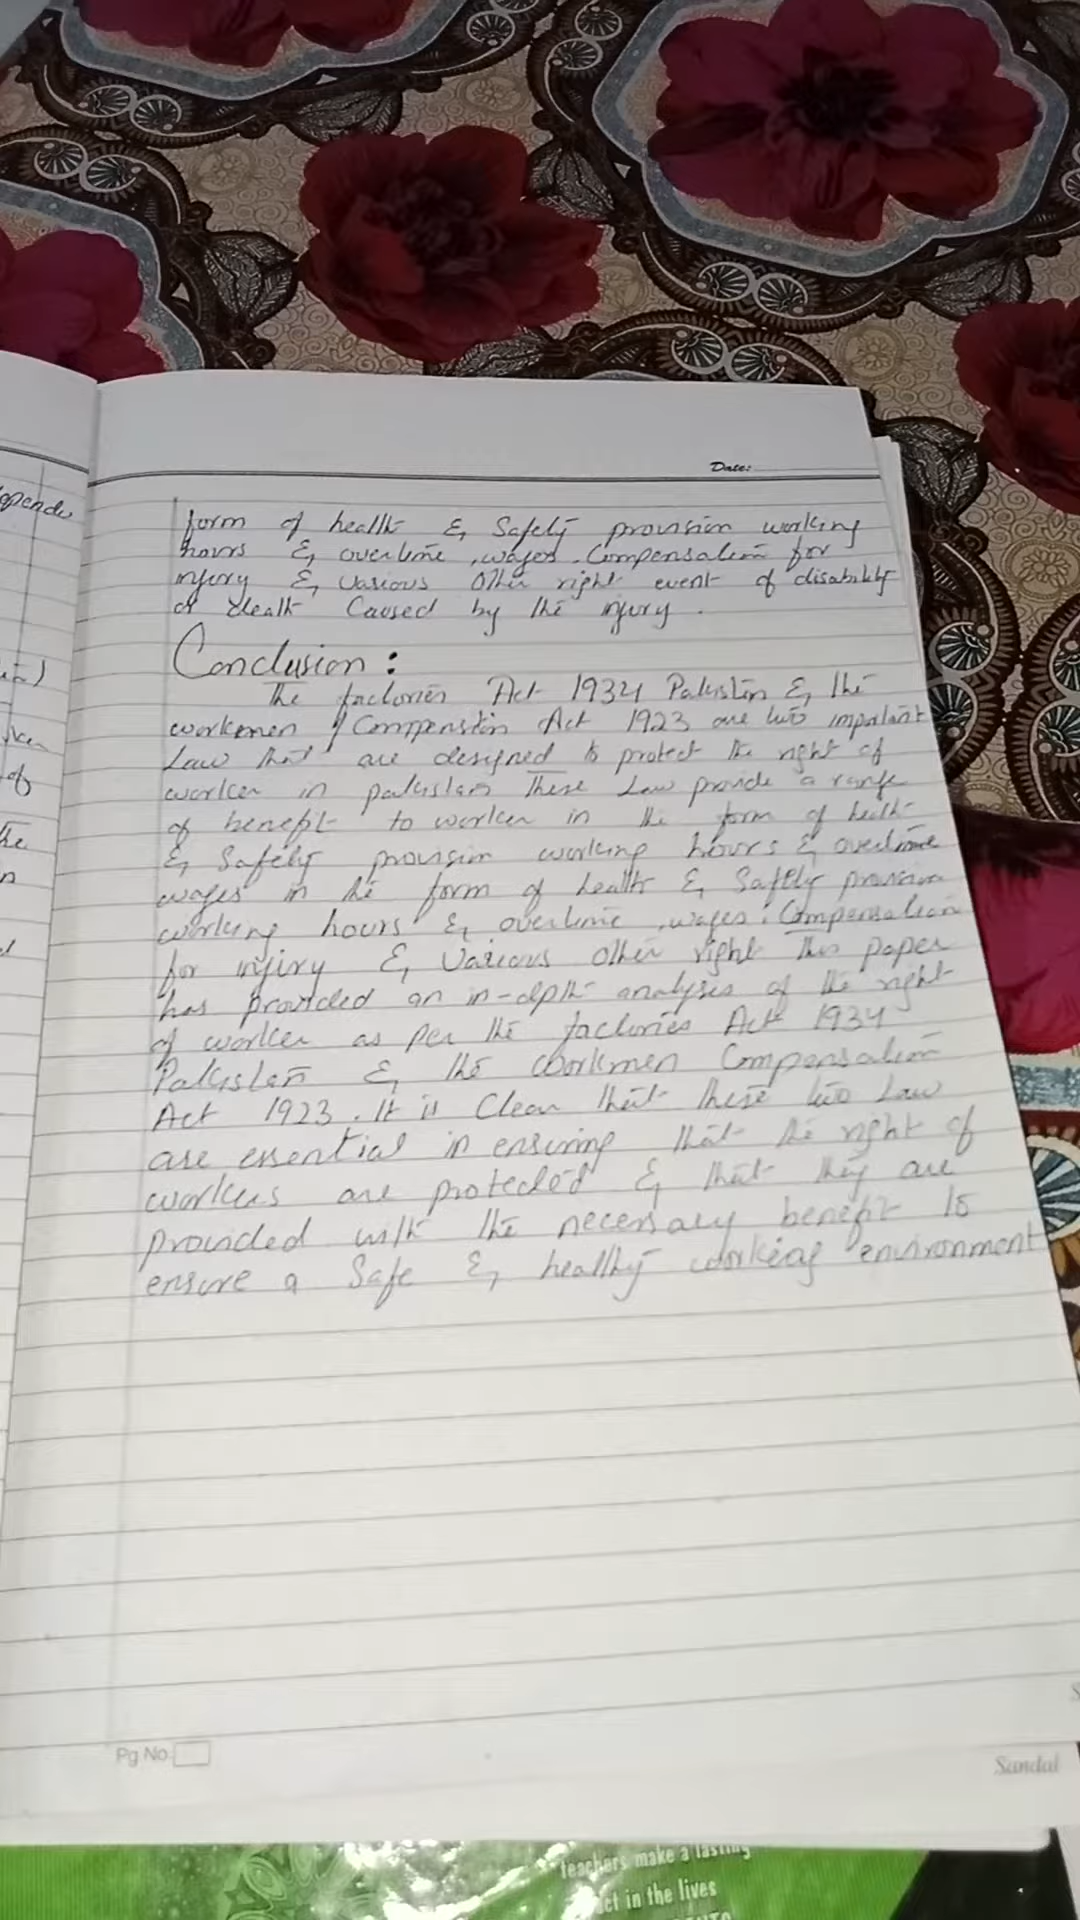 Date:
form of health & Safety provision working
hours & overtime, wages, Compensation for
injury & various other right event of disability
or death Caused by the injury.
Conclusion:
The factories Act 1934 Pakistan & the
workmen Compenstion Act 1923 are two important
Law that are designed to protect the right of
worker in pakistan These Law provide a range
of benefit to worker in the form of health
& Safety provision working hours & overtime
wages in the form of health & Saftly provision
working hours & overtime, wages, Compensation
for injiry & various other right This paper
has provided an in-dpth analyses of the right
of worker as per the factories Act 1934
Pakistan & the workmen Compensation
Act 1923. It is Clear that these two Law
are essential in ensuring that the right of
workers are protected & that they are
provided with the necessary benefit to
ensure a Safe & healthy working environment
Pg No.
Sandal
of
the
teachers make a lasting
in the lives